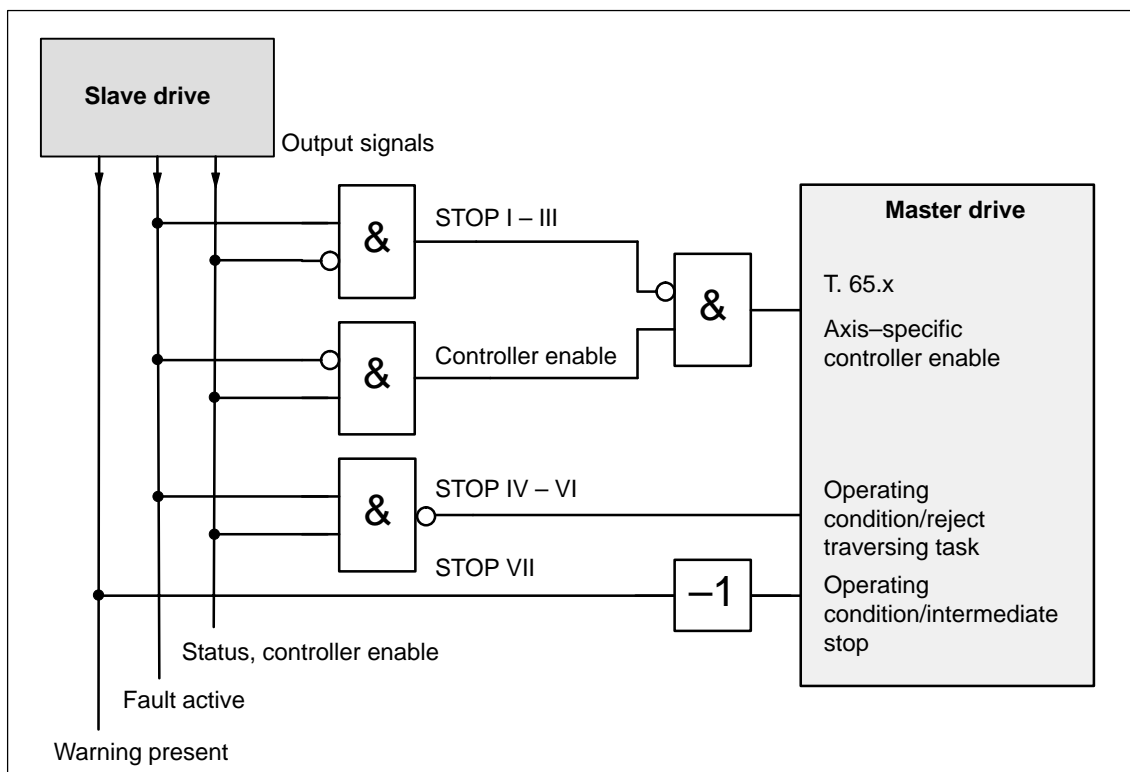 Slave drive
Output signals
&
STOP I – III
Master drive
&
T. 65.x
Axis–specific
controller enable
&
Controller enable
&
STOP IV – VI
Operating
condition/reject
traversing task
STOP VII
–1
Operating
condition/intermediate
stop
Status, controller enable
Fault active
Warning present